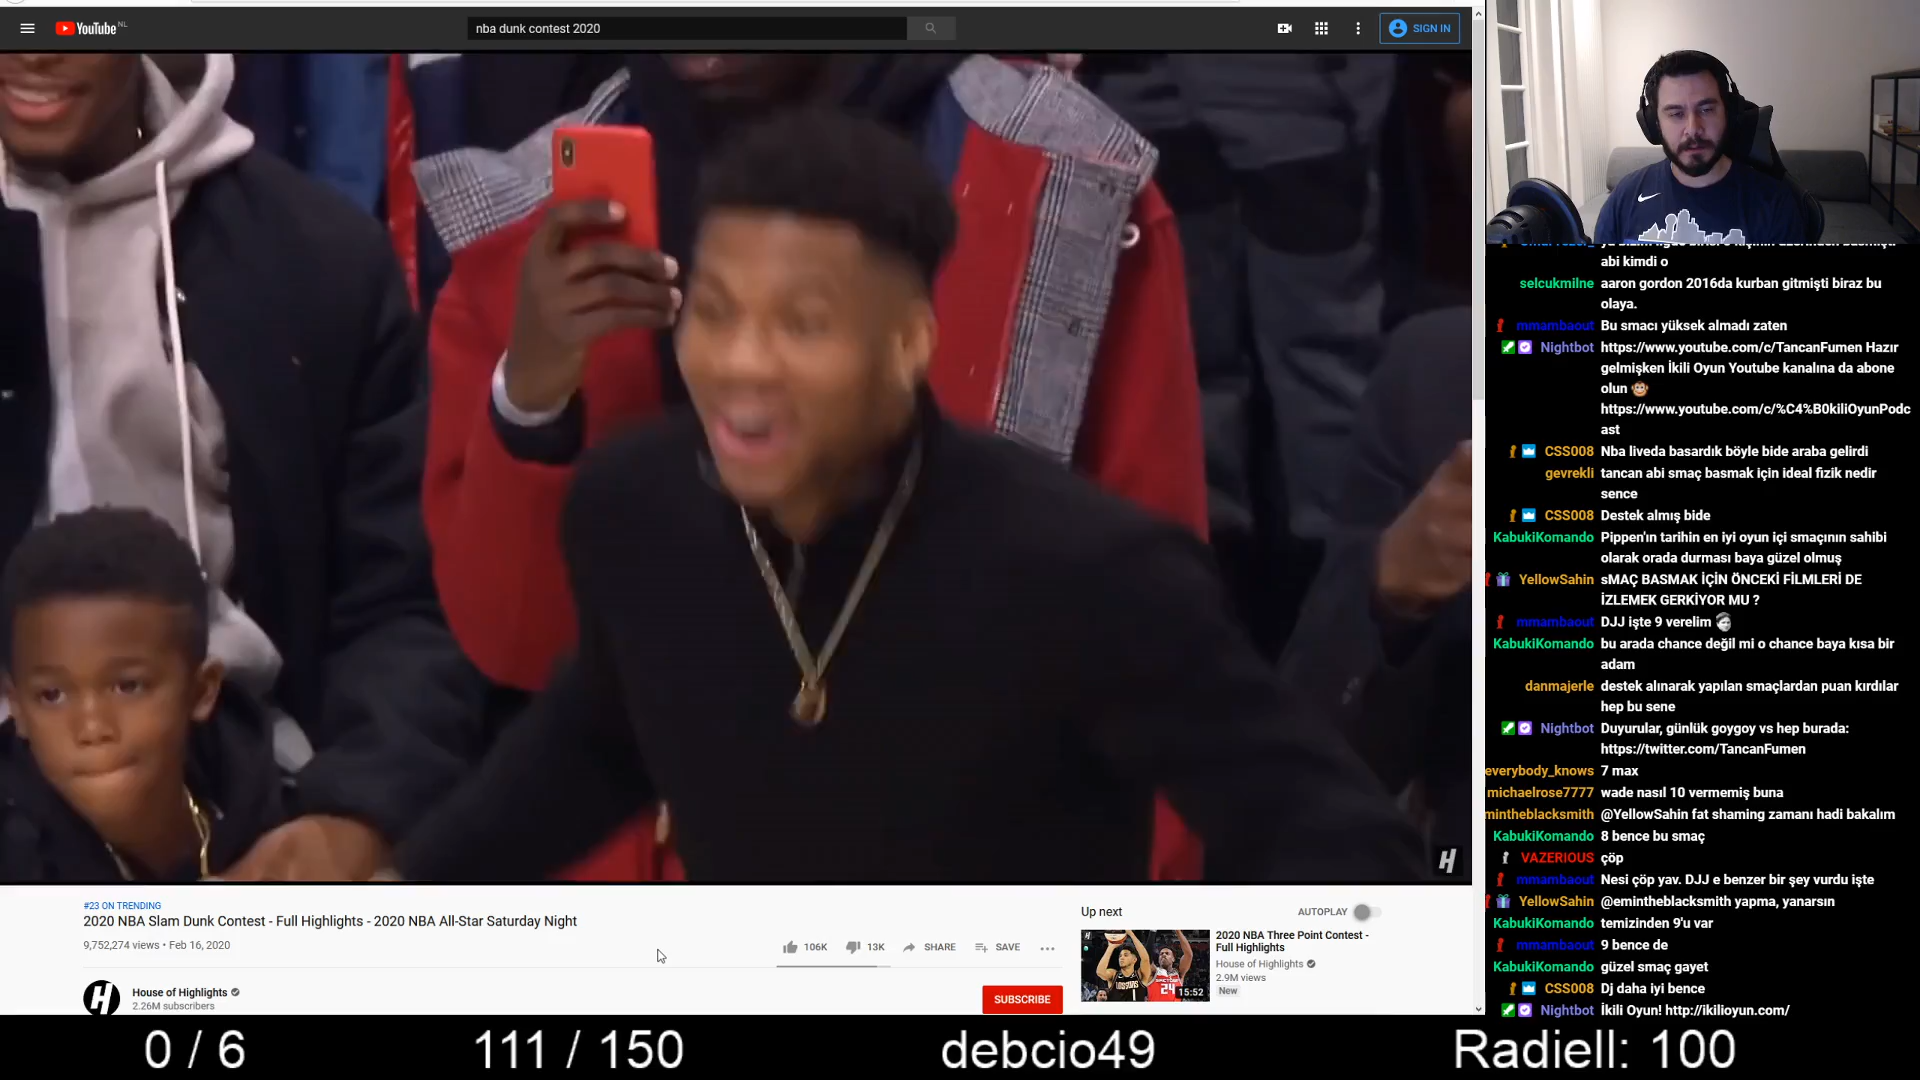 YouTube NL
nba dunk contest 2020
SIGN IN
#23 ON TRENDING
2020 NBA Slam Dunk Contest - Full Highlights - 2020 NBA All-Star Saturday Night
9,752,274 views • Feb 16, 2020
106K
13K
SHARE
SAVE
House of Highlights
2.26M subscribers
SUBSCRIBE
Up next
AUTOPLAY
2020 NBA Three Point Contest -
Full Highlights
House of Highlights
2.9M views
New
15:52
abi kimdi o
selcukmilne aaron gordon 2016da kurban gitmişti biraz bu
olaya.
mmambaout Bu smacı yüksek almadı zaten
Nightbot https://www.youtube.com/c/TancanFumen Hazır
gelmişken İkili Oyun Youtube kanalına da abone
olun
https://www.youtube.com/c/%C4%B0kiliOyunPodc
ast
CSS008 Nba liveda basardık böyle bide araba gelirdi
gevrekli tancan abi smaç basmak için ideal fizik nedir
sence
CSS008 Destek almış bide
KabukiKomando Pippen'ın tarihin en iyi oyun içi smaçının sahibi
olarak orada durması baya güzel olmuş
YellowSahin sMAÇ BASMAK İÇİN ÖNCEKİ FİLMLERİ DE
İZLEMEK GERKİYOR MU ?
mmambaout DJJ işte 9 verelim
KabukiKomando bu arada chance değil mi o chance baya kısa bir
adam
danmajerle destek alınarak yapılan smaçlardan puan kırdılar
hep bu sene
Nightbot Duyurular, günlük goygoy vs hep burada:
https://twitter.com/TancanFumen
everybody_knows 7 max
michaelrose7777 wade nasıl 10 vermemiş buna
mintheblacksmith @YellowSahin fat shaming zamanı hadi bakalım
KabukiKomando 8 bence bu smaç
VAZERIOUS çöp
mmambaout Nesi çöp yav. DJJ e benzer bir şey vurdu işte
YellowSahin @emintheblacksmith yapma, yanarsın
KabukiKomando temizinden 9'u var
mmambaout 9 bence de
KabukiKomando güzel smaç gayet
CSS008 Dj daha iyi bence
Nightbot İkili Oyun! http://ikilioyun.com/
0 / 6
111 / 150
debcio49
Radiell: 100